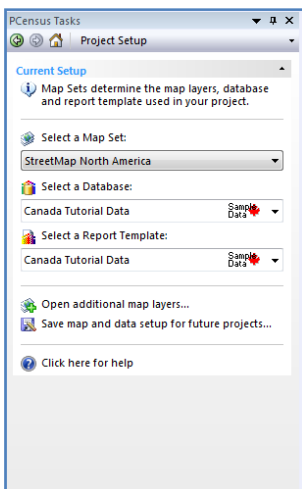 PCensus Tasks
Project Setup
Current Setup
Map Sets determine the map layers, database
and report template used in your project.
Select a Map Set:
StreetMap North America
Select a Database:
Canada Tutorial Data
Sample
Data
Select a Report Template:
Canada Tutorial Data
Sample
Data
Open additional map layers...
Save map and data setup for future projects...
Click here for help